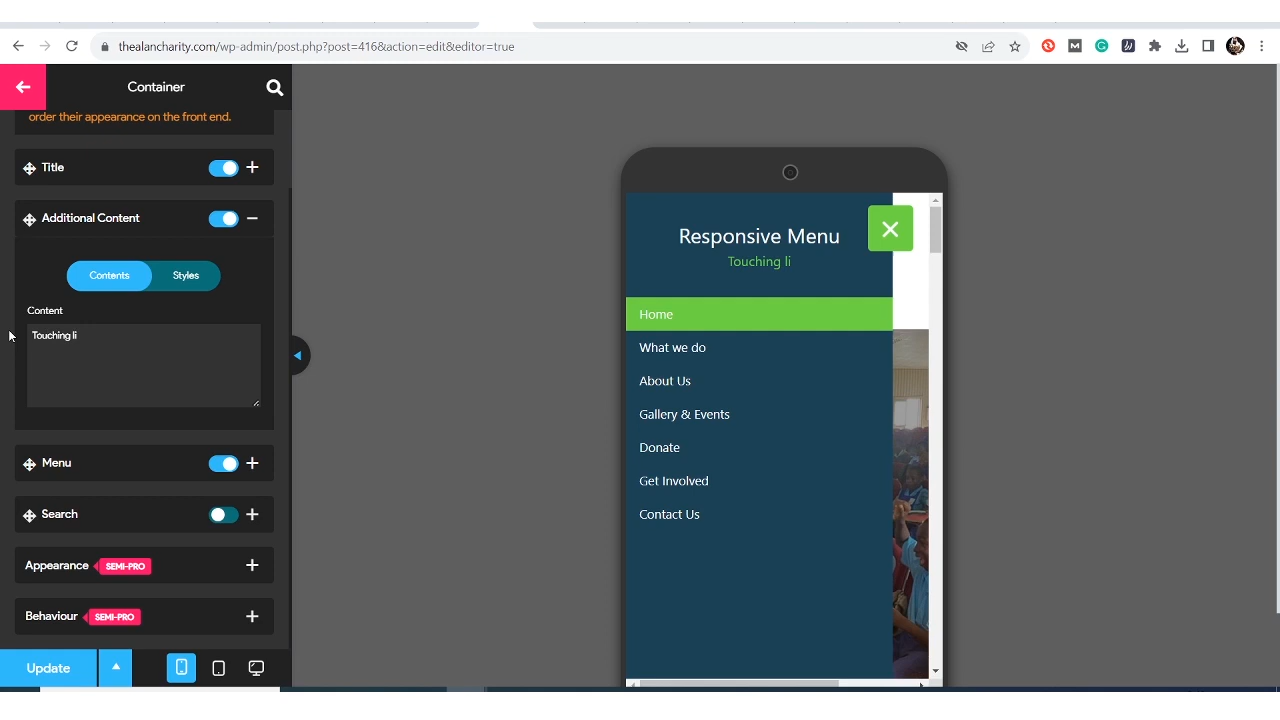 thealancharity.com/wp-admin/post.php?post=416&action=edit&editor=true
Container
order their appearance on the front end.
Title
Additional Content
Contents
Styles
Content
Touching li
Menu
Search
Appearance
SEMI-PRO
Behaviour
SEMI-PRO
Update
Responsive Menu
Touching li
Home
What we do
About Us
Gallery & Events
Donate
Get Involved
Contact Us